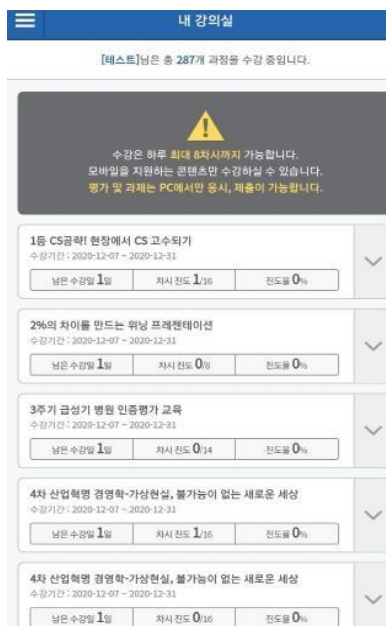 내 강의실
[테스트]님은 총 287개 과정을 수강 중입니다.
수강은 하루 최대 8차시까지 가능합니다.
모바일을 지원하는 콘텐츠만 수강하실 수 있습니다.
평가 및 과제는 PC에서만 응시, 제출이 가능합니다.
1등 CS공략! 현장에서 CS 고수되기
수강기간 : 2020-12-07 ~ 2020-12-31
남은 수강일 1일 차시 진도 1/16 진도율 0%
2%의 차이를 만드는 위닝 프레젠테이션
수강기간 : 2020-12-07 ~ 2020-12-31
남은 수강일 1일 차시 진도 0/8 진도율 0%
3주기 급성기 병원 인증평가 교육
수강기간 : 2020-12-07 ~ 2020-12-31
남은 수강일 1일 차시 진도 0/14 진도율 0%
4차 산업혁명 경영학-가상현실, 불가능이 없는 새로운 세상
수강기간 : 2020-12-07 ~ 2020-12-31
남은 수강일 1일 차시 진도 1/16 진도율 0%
4차 산업혁명 경영학-가상현실, 불가능이 없는 새로운 세상
수강기간 : 2020-12-07 ~ 2020-12-31
남은 수강일 1일 차시 진도 0/16 진도율 0%